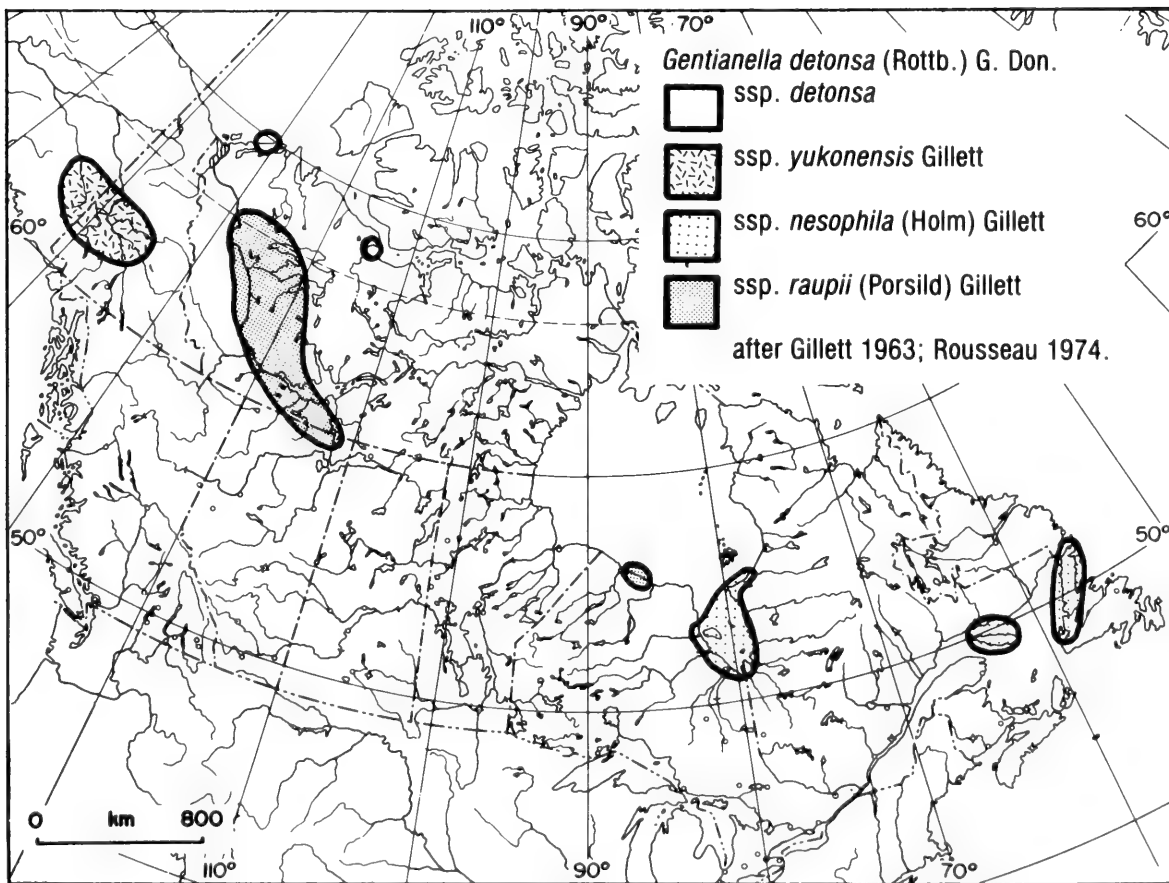 110° 90° 70°
Gentianella detonsa (Rottb.) G. Don.
ssp. detonsa
ssp. yukonensis Gillett
ssp. nesophila (Holm) Gillett
ssp. raupii (Porsild) Gillett
after Gillett 1963; Rousseau 1974.
60°
60°
50°
50°
0 km 800
110° 90° 70°